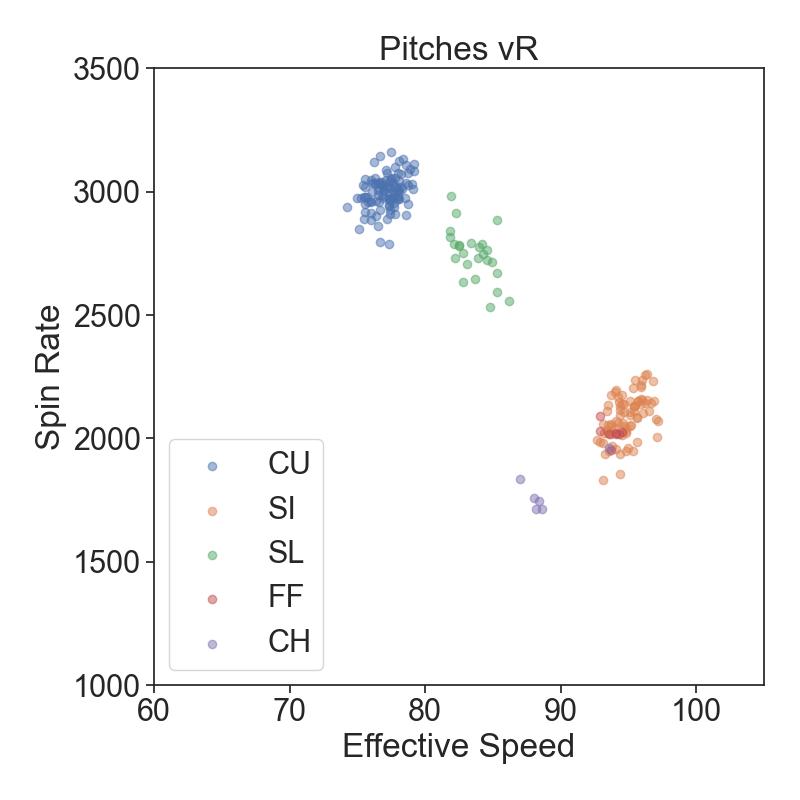 Pitches vR
3500
3000
2500
2000
1500
1000
Spin Rate
CU
SI
SL
FF
CH
60 70 80 90 100
Effective Speed